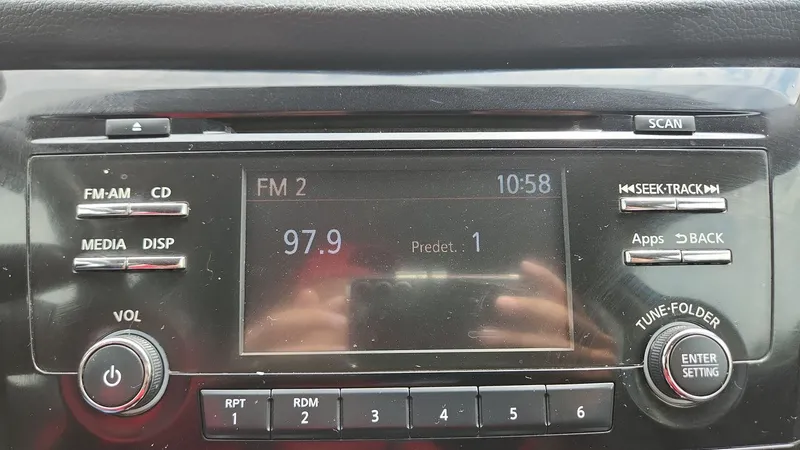 SCAN
FM·AM CD
FM 2 10:58
⏮SEEK·TRACK⏭
MEDIA DISP
97.9 Predet. : 1
Apps ⮌BACK
VOL
TUNE·FOLDER
ENTER
SETTING
RPT
1
RDM
2
3
4
5
6